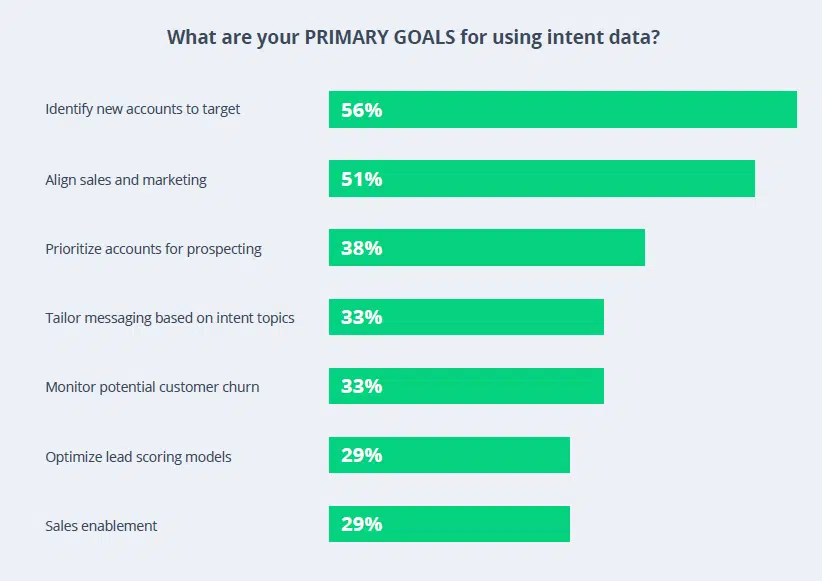 What are your PRIMARY GOALS for using intent data?
Identify new accounts to target 56%
Align sales and marketing 51%
Prioritize accounts for prospecting 38%
Tailor messaging based on intent topics 33%
Monitor potential customer churn 33%
Optimize lead scoring models 29%
Sales enablement 29%